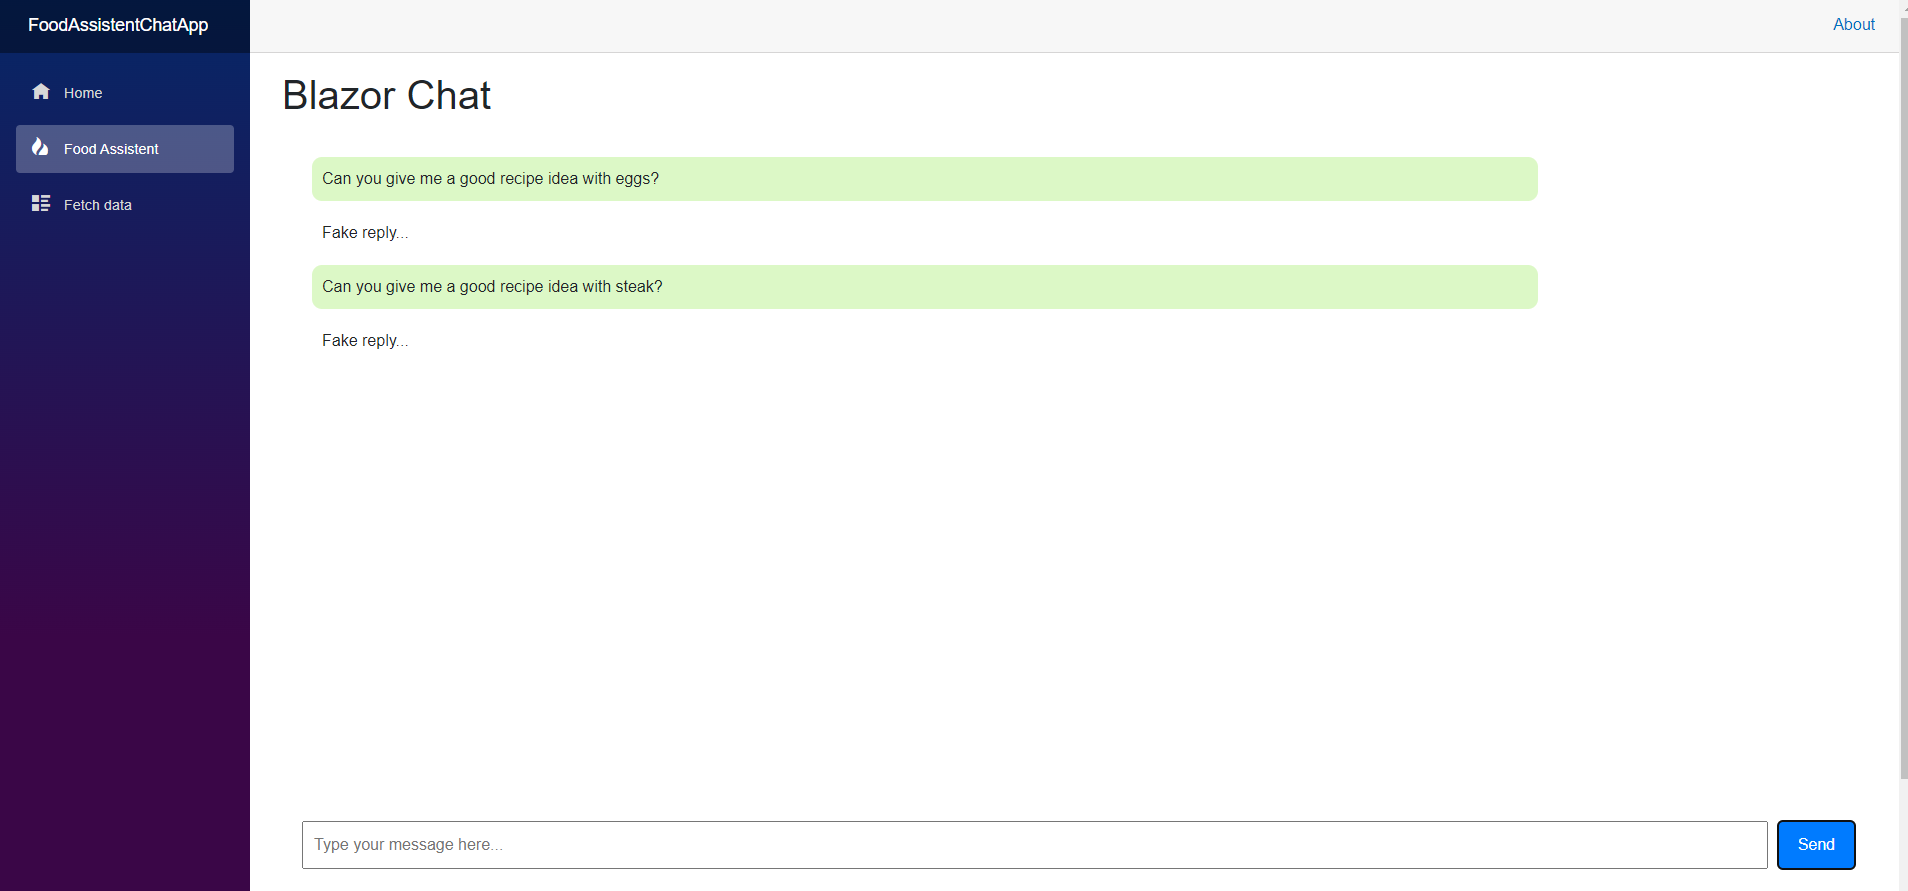 FoodAssistentChatApp
About
Home
Food Assistent
Fetch data
Blazor Chat
Can you give me a good recipe idea with eggs?
Fake reply...
Can you give me a good recipe idea with steak?
Fake reply...
Type your message here...
Send